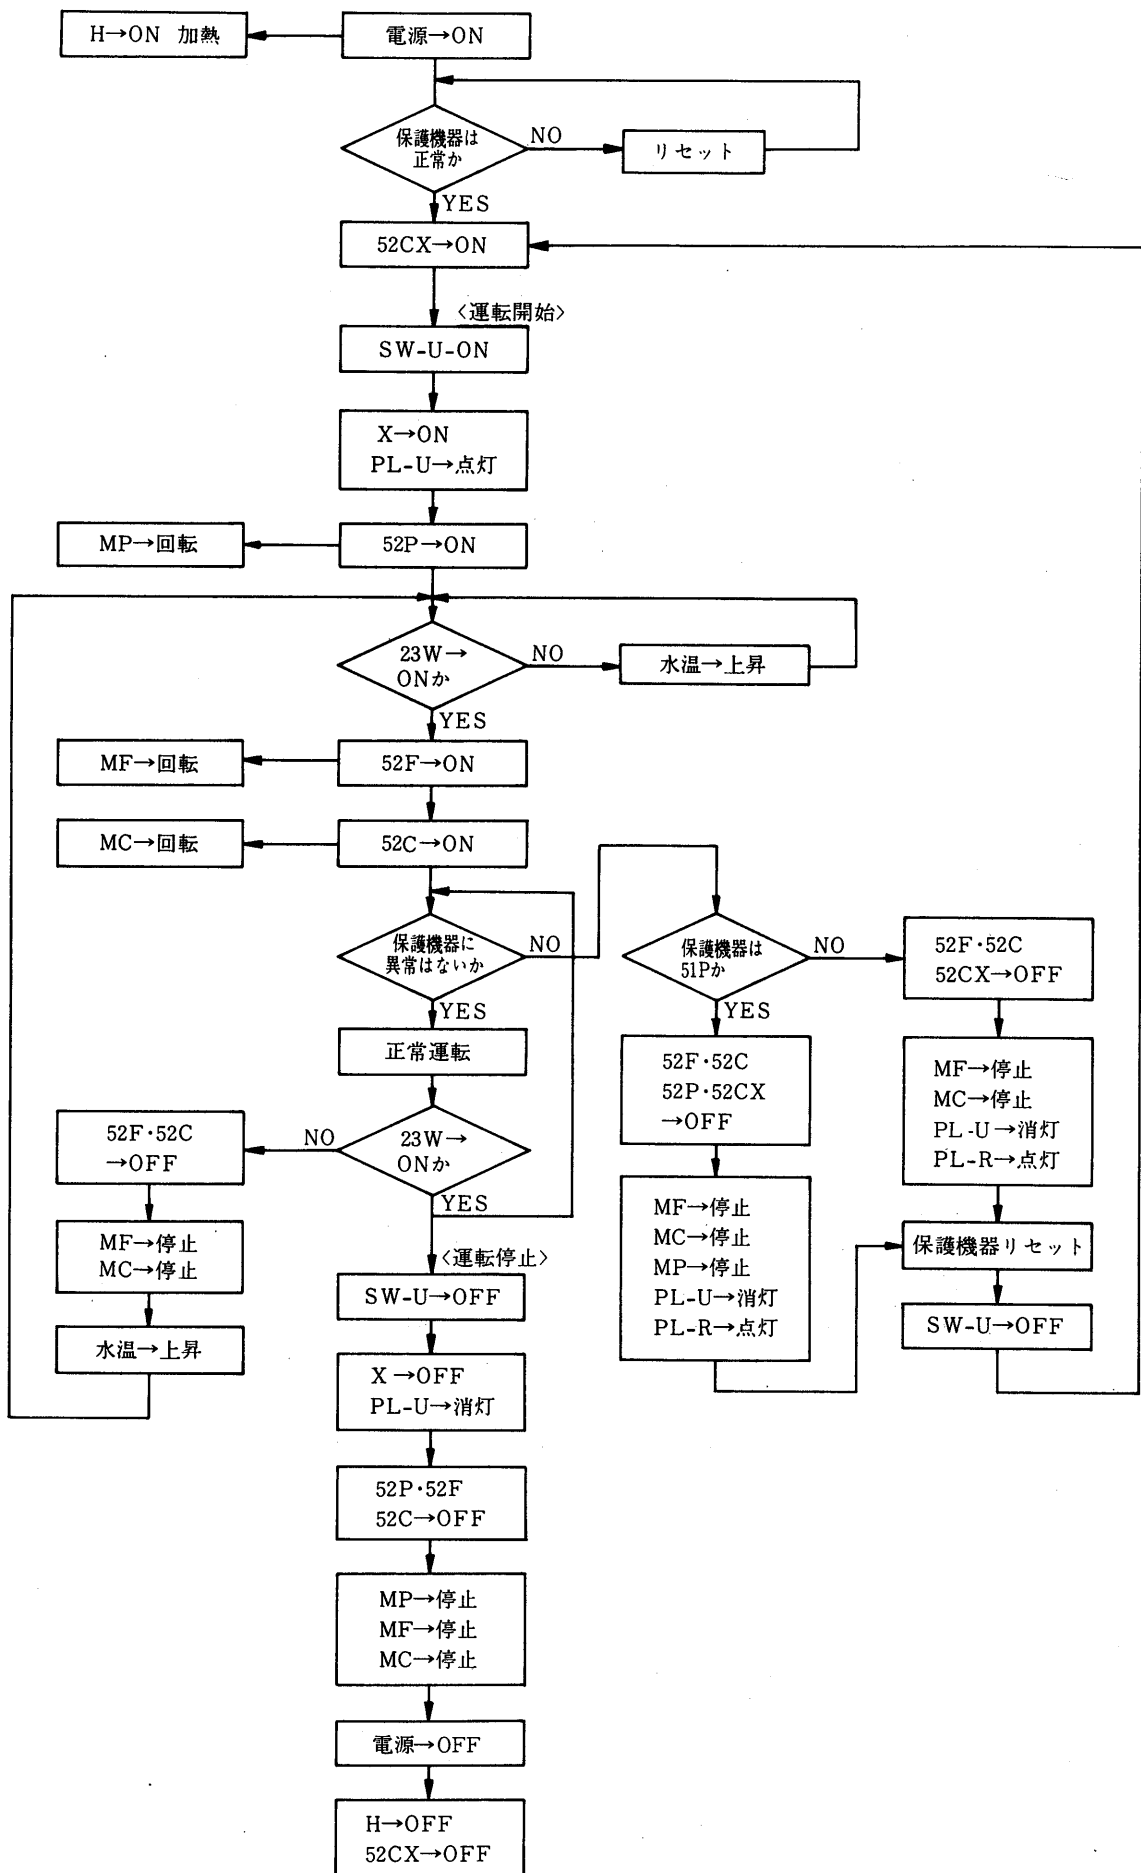 H→ON 加熱
電源→ON
保護機器は
正常か
NO
リセット
YES
52CX→ON
〈運転開始〉
SW-U-ON
X→ON
PL-U→点灯
MP→回転
52P→ON
23W→
ONか
NO
水温→上昇
YES
MF→回転
52F→ON
MC→回転
52C→ON
保護機器に
異常はないか
NO
YES
正常運転
23W→
ONか
NO
YES
52F・52C
→OFF
MF→停止
MC→停止
水温→上昇
保護機器は
51Pか
NO
YES
52F・52C
52P・52CX
→OFF
MF→停止
MC→停止
MP→停止
PL-U→消灯
PL-R→点灯
52F・52C
52CX→OFF
MF→停止
MC→停止
PL-U→消灯
PL-R→点灯
保護機器リセット
SW-U→OFF
〈運転停止〉
SW-U→OFF
X→OFF
PL-U→消灯
52P・52F
52C→OFF
MP→停止
MF→停止
MC→停止
電源→OFF
H→OFF
52CX→OFF